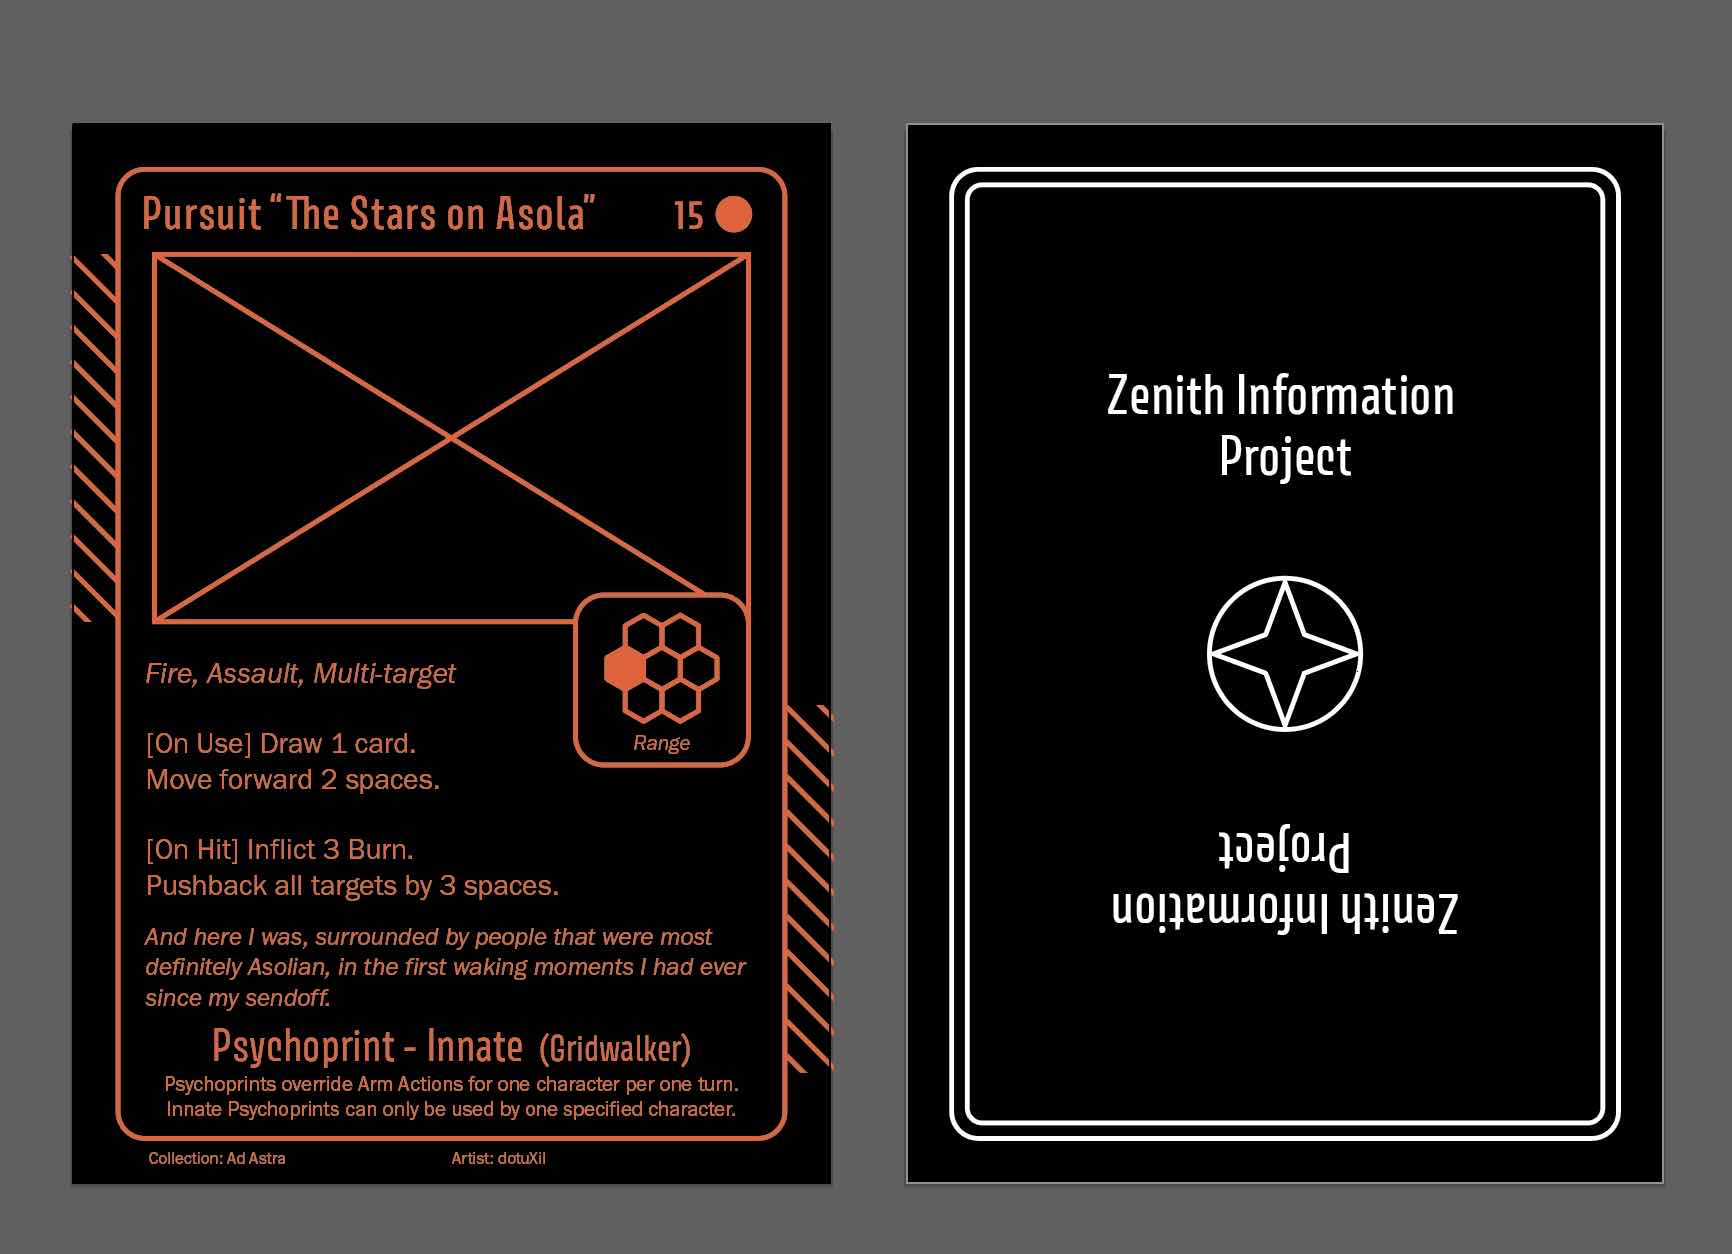 Pursuit “The Stars on Asola” 15
Fire, Assault, Multi-target
[On Use] Draw 1 card.
Move forward 2 spaces.
Range
[On Hit] Inflict 3 Burn.
Pushback all targets by 3 spaces.
And here I was, surrounded by people that were most
definitely Asolian, in the first waking moments I had ever
since my sendoff.
Psychoprint - Innate (Gridwalker)
Psychoprints override Arm Actions for one character per one turn.
Innate Psychoprints can only be used by one specified character.
Collection: Ad Astra
Artist: dotuXil
Zenith Information
Project
Zenith Information
Project